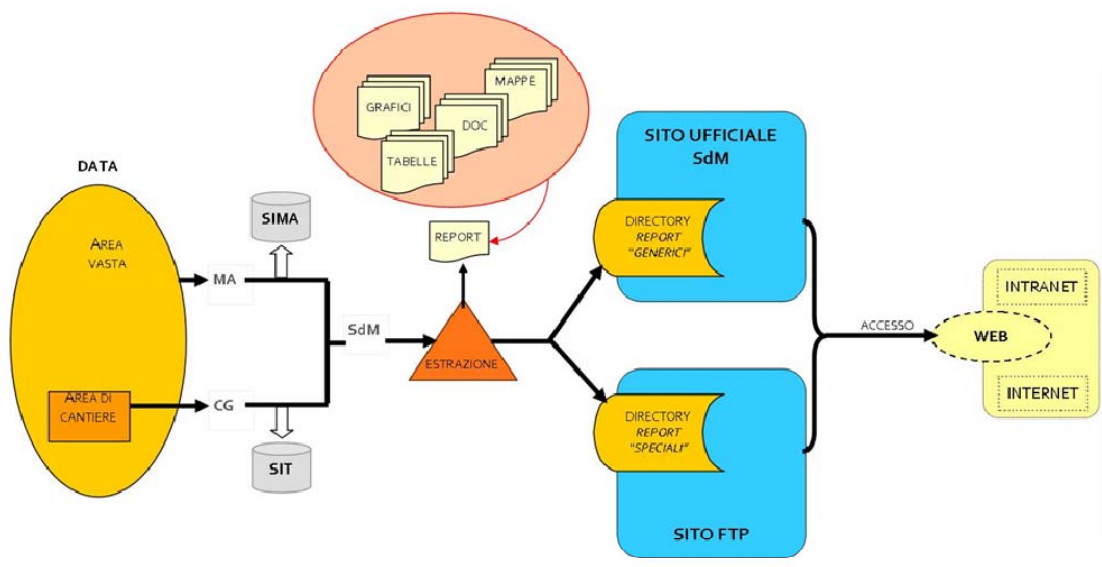 DATA
AREA
VASTA
AREA DI
CANTIERE
MA
CG
SIMA
SIT
SdM
GRAFICI
MAPPE
DOC
TABELLE
REPORT
ESTRAZIONE
SITO UFFICIALE
SdM
DIRECTORY
REPORT
"GENERICI"
DIRECTORY
REPORT
"SPECIALI"
SITO FTP
ACCESSO
INTRANET
WEB
INTERNET